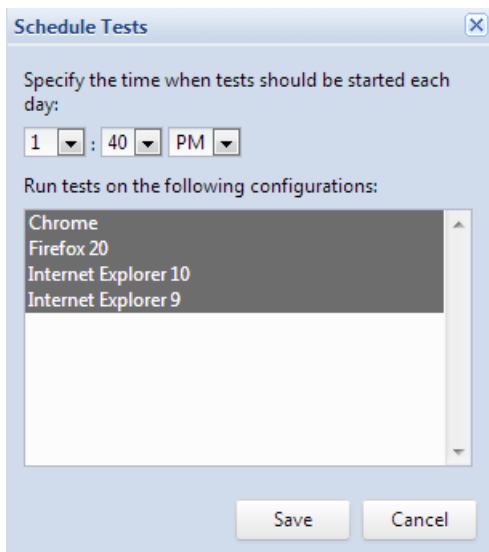 Schedule Tests
Specify the time when tests should be started each
day:
1 : 40 PM
Run tests on the following configurations:
Chrome
Firefox 20
Internet Explorer 10
Internet Explorer 9
Save Cancel